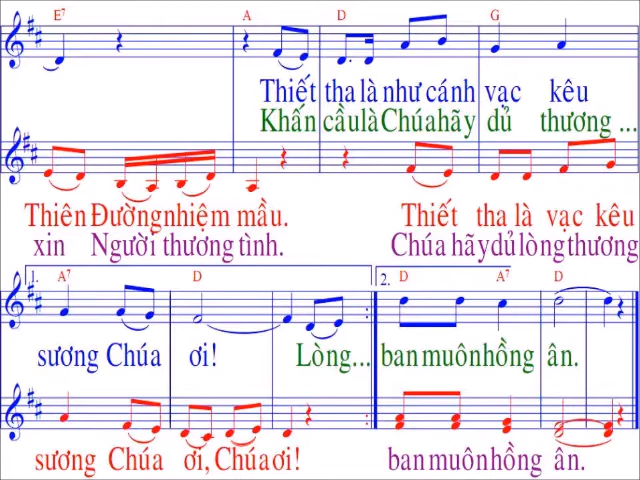 E7 A D G
Thiết tha là như cánh vạc kêu
Khấn cầu là Chúa hãy dủ thương ...
Thiên Đường nhiệm mầu. Thiết tha là vạc kêu
xin Người thương tình. Chúa hãy dủ lòng thương
1. A7 D 2. D A7 D
sương Chúa ơi! Lòng... ban muôn hồng ân.
sương Chúa ơi, Chúa ơi! ban muôn hồng ân.